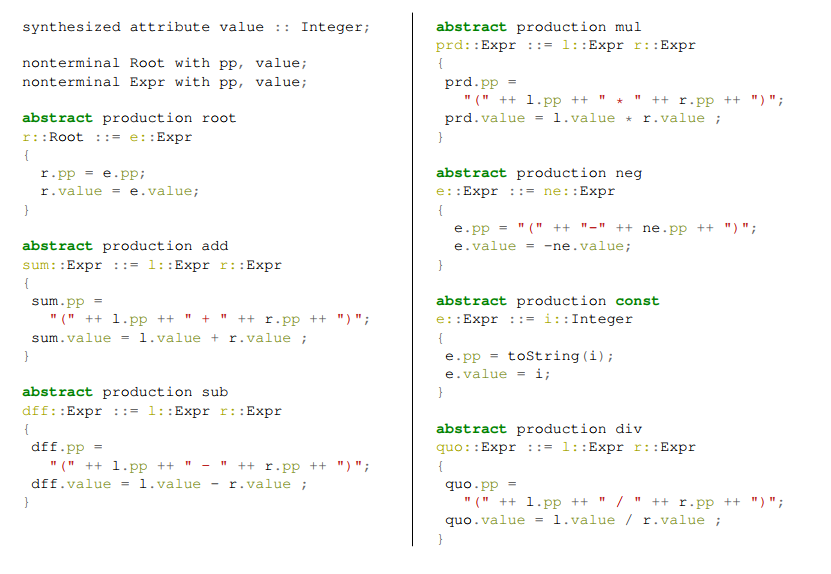 synthesized attribute value :: Integer;
nonterminal Root with pp, value;
nonterminal Expr with pp, value;
abstract production root
r::Root ::= e::Expr
{
r.pp = e.pp;
r.value = e.value;
}
abstract production add
sum::Expr ::= l::Expr r::Expr
{
sum.pp =
"(" ++ l.pp ++ " + " ++ r.pp ++ ")";
sum.value = l.value + r.value ;
}
abstract production sub
dff::Expr ::= l::Expr r::Expr
{
dff.pp =
"(" ++ l.pp ++ " - " ++ r.pp ++ ")";
dff.value = l.value - r.value ;
}
abstract production mul
prd::Expr ::= l::Expr r::Expr
{
prd.pp =
"(" ++ l.pp ++ " * " ++ r.pp ++ ")";
prd.value = l.value * r.value ;
}
abstract production neg
e::Expr ::= ne::Expr
{
e.pp = "(" ++ "-" ++ ne.pp ++ ")";
e.value = -ne.value;
}
abstract production const
e::Expr ::= i::Integer
{
e.pp = toString(i);
e.value = i;
}
abstract production div
quo::Expr ::= l::Expr r::Expr
{
quo.pp =
"(" ++ l.pp ++ " / " ++ r.pp ++ ")";
quo.value = l.value / r.value ;
}